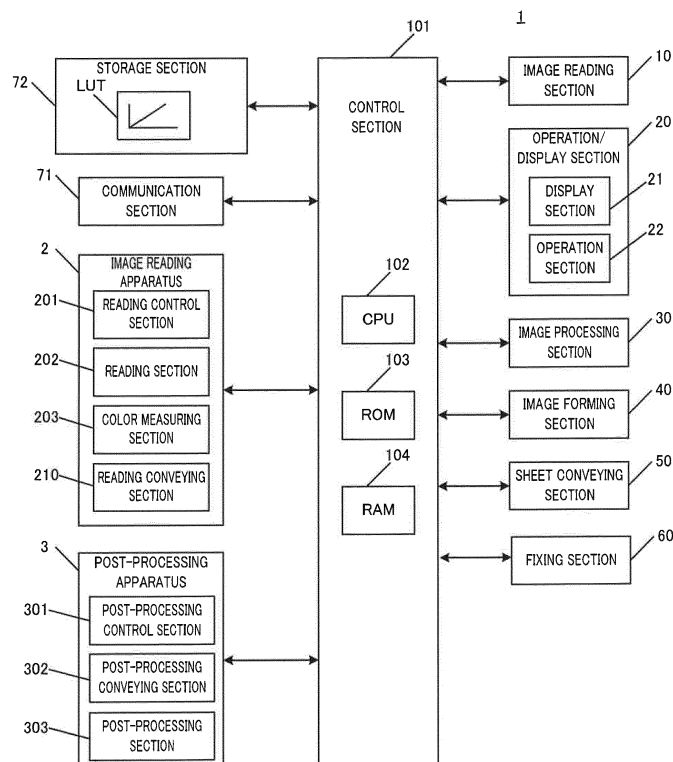 1
101
STORAGE SECTION
LUT
72
CONTROL
SECTION
IMAGE READING
SECTION
10
OPERATION/
DISPLAY SECTION
20
DISPLAY
SECTION
21
OPERATION
SECTION
22
71
COMMUNICATION
SECTION
2
IMAGE READING
APPARATUS
201
READING CONTROL
SECTION
202
READING SECTION
203
COLOR MEASURING
SECTION
210
READING CONVEYING
SECTION
102
CPU
103
ROM
104
RAM
IMAGE PROCESSING
SECTION
30
IMAGE FORMING
SECTION
40
SHEET CONVEYING
SECTION
50
FIXING SECTION
60
3
POST-PROCESSING
APPARATUS
301
POST-PROCESSING
CONTROL SECTION
302
POST-PROCESSING
CONVEYING SECTION
303
POST-PROCESSING
SECTION